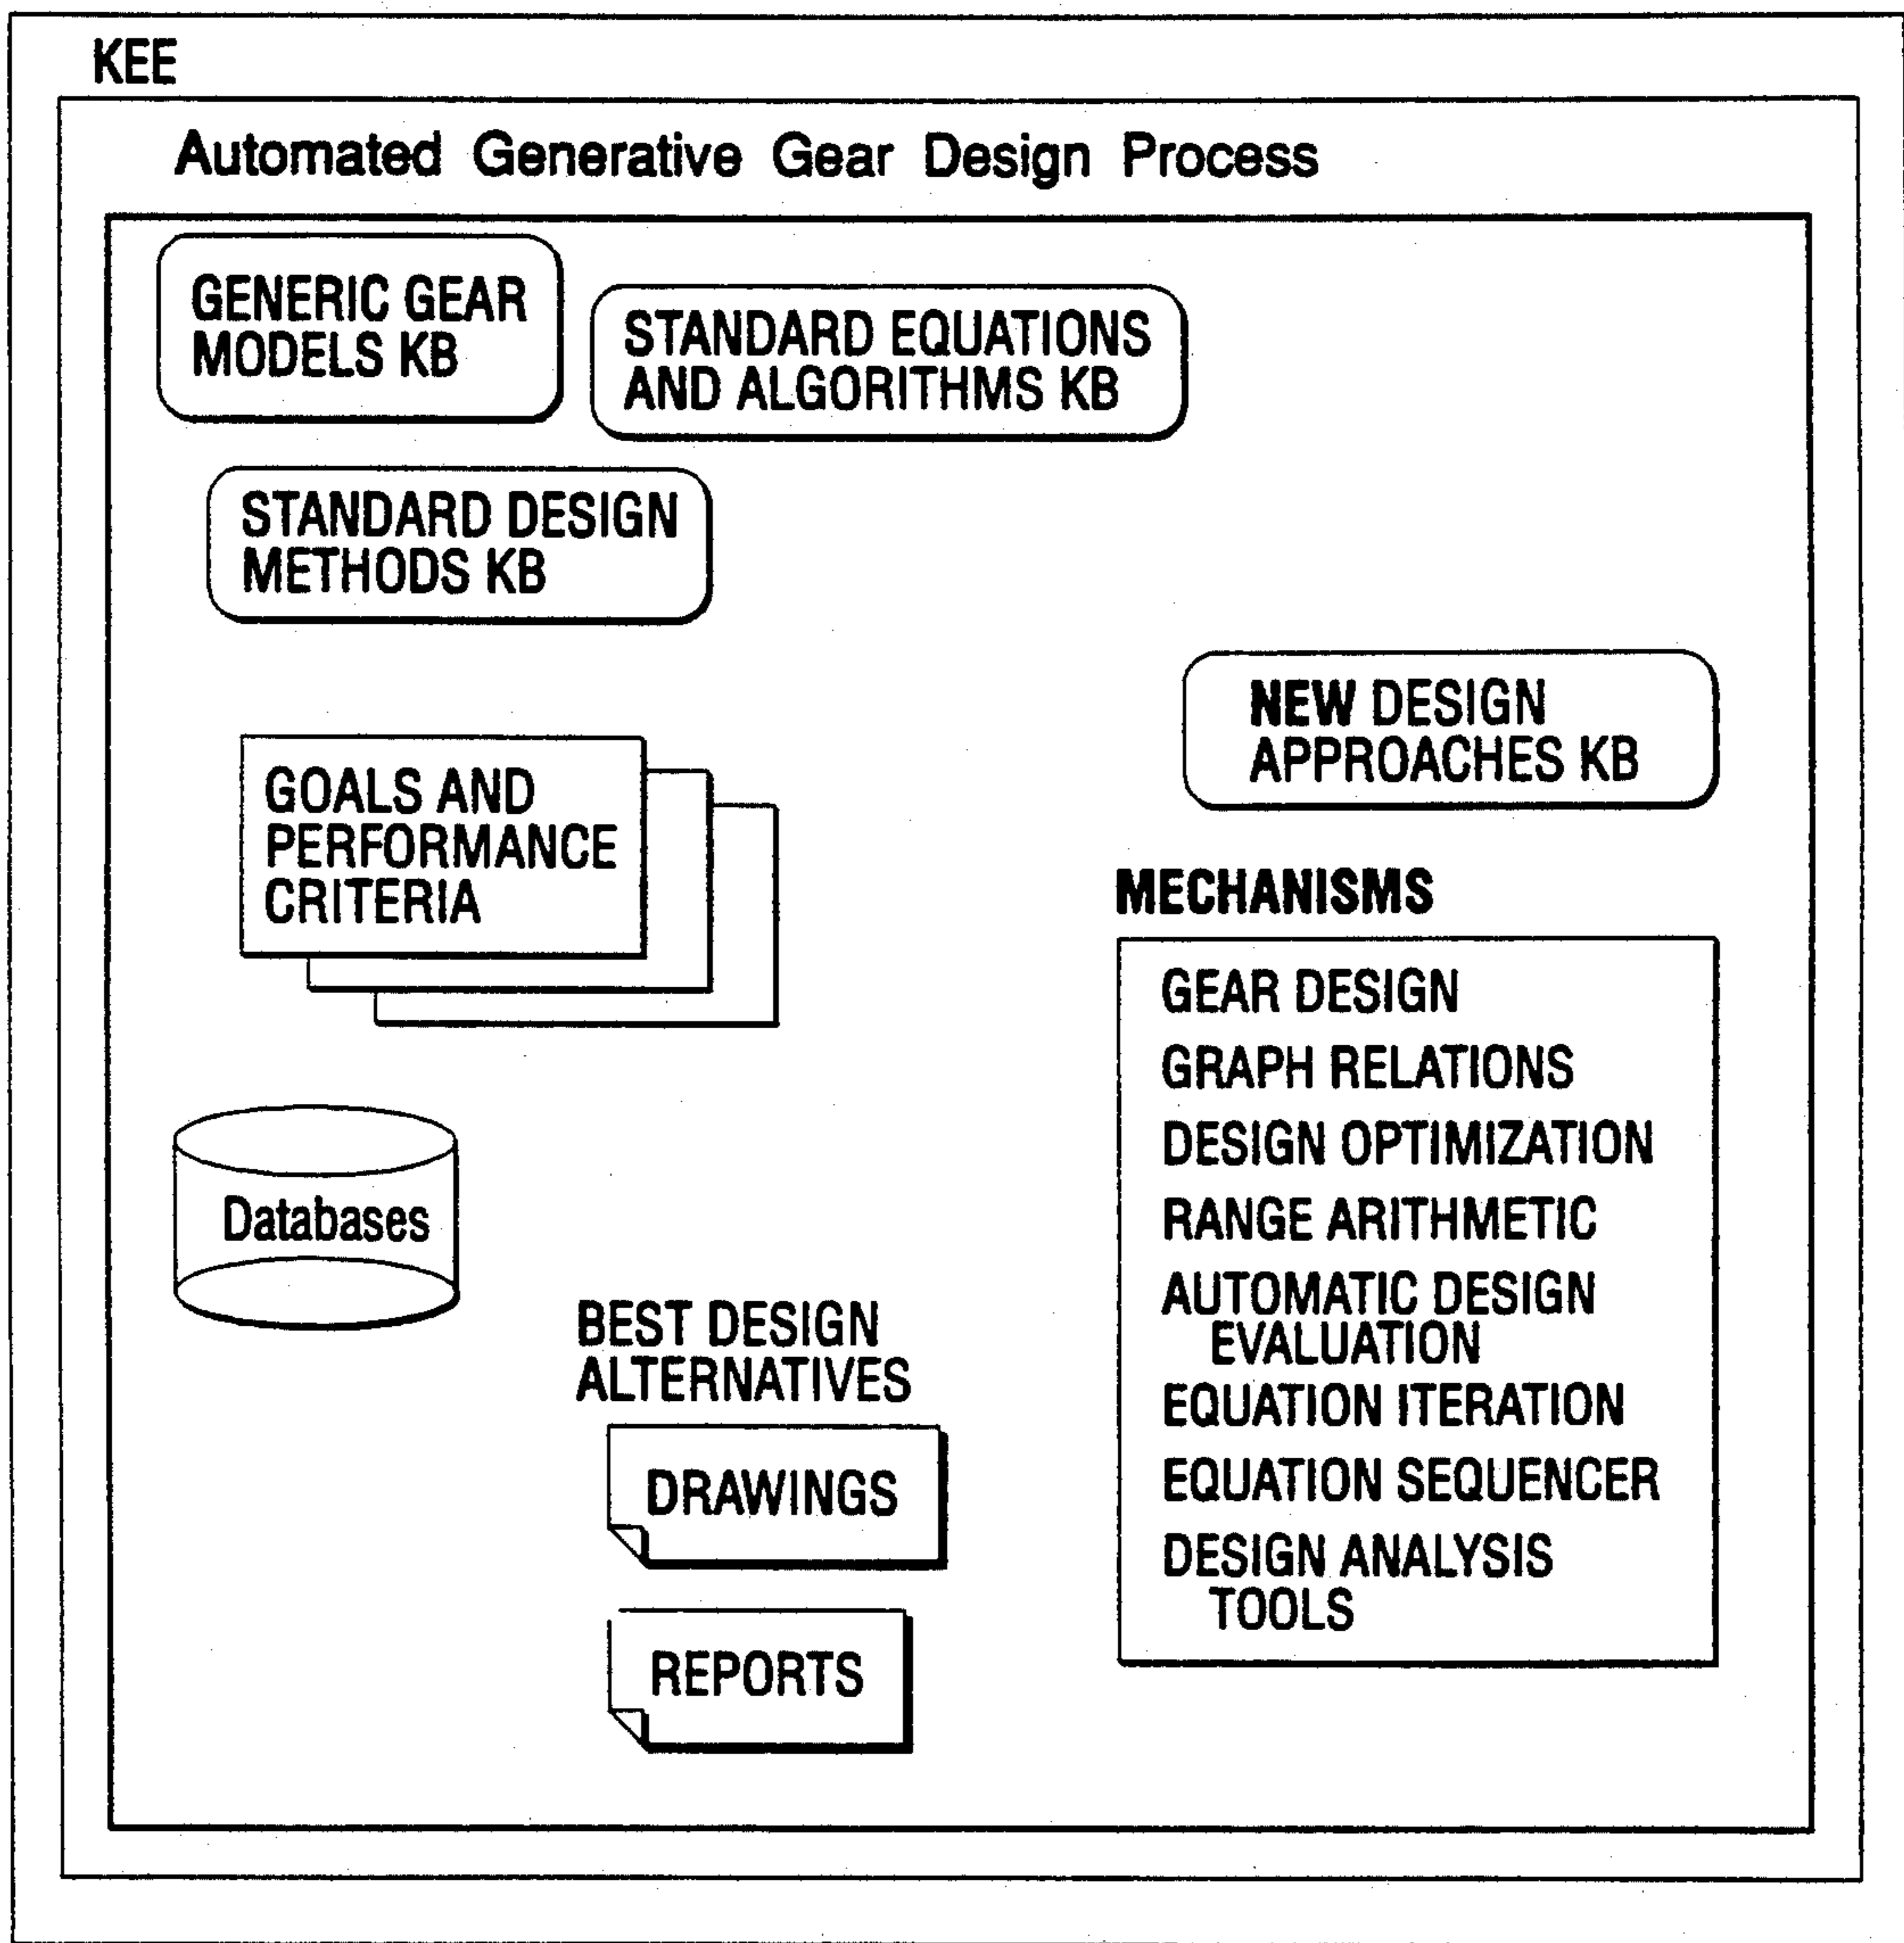 KEE
Automated Generative Gear Design Process
GENERIC GEAR
MODELS KB
STANDARD EQUATIONS
AND ALGORITHMS KB
STANDARD DESIGN
METHODS KB
NEW DESIGN
APPROACHES KB
GOALS AND
PERFORMANCE
CRITERIA
MECHANISMS
GEAR DESIGN
GRAPH RELATIONS
DESIGN OPTIMIZATION
RANGE ARITHMETIC
AUTOMATIC DESIGN
EVALUATION
EQUATION ITERATION
EQUATION SEQUENCER
DESIGN ANALYSIS
TOOLS
Databases
BEST DESIGN
ALTERNATIVES
DRAWINGS
REPORTS